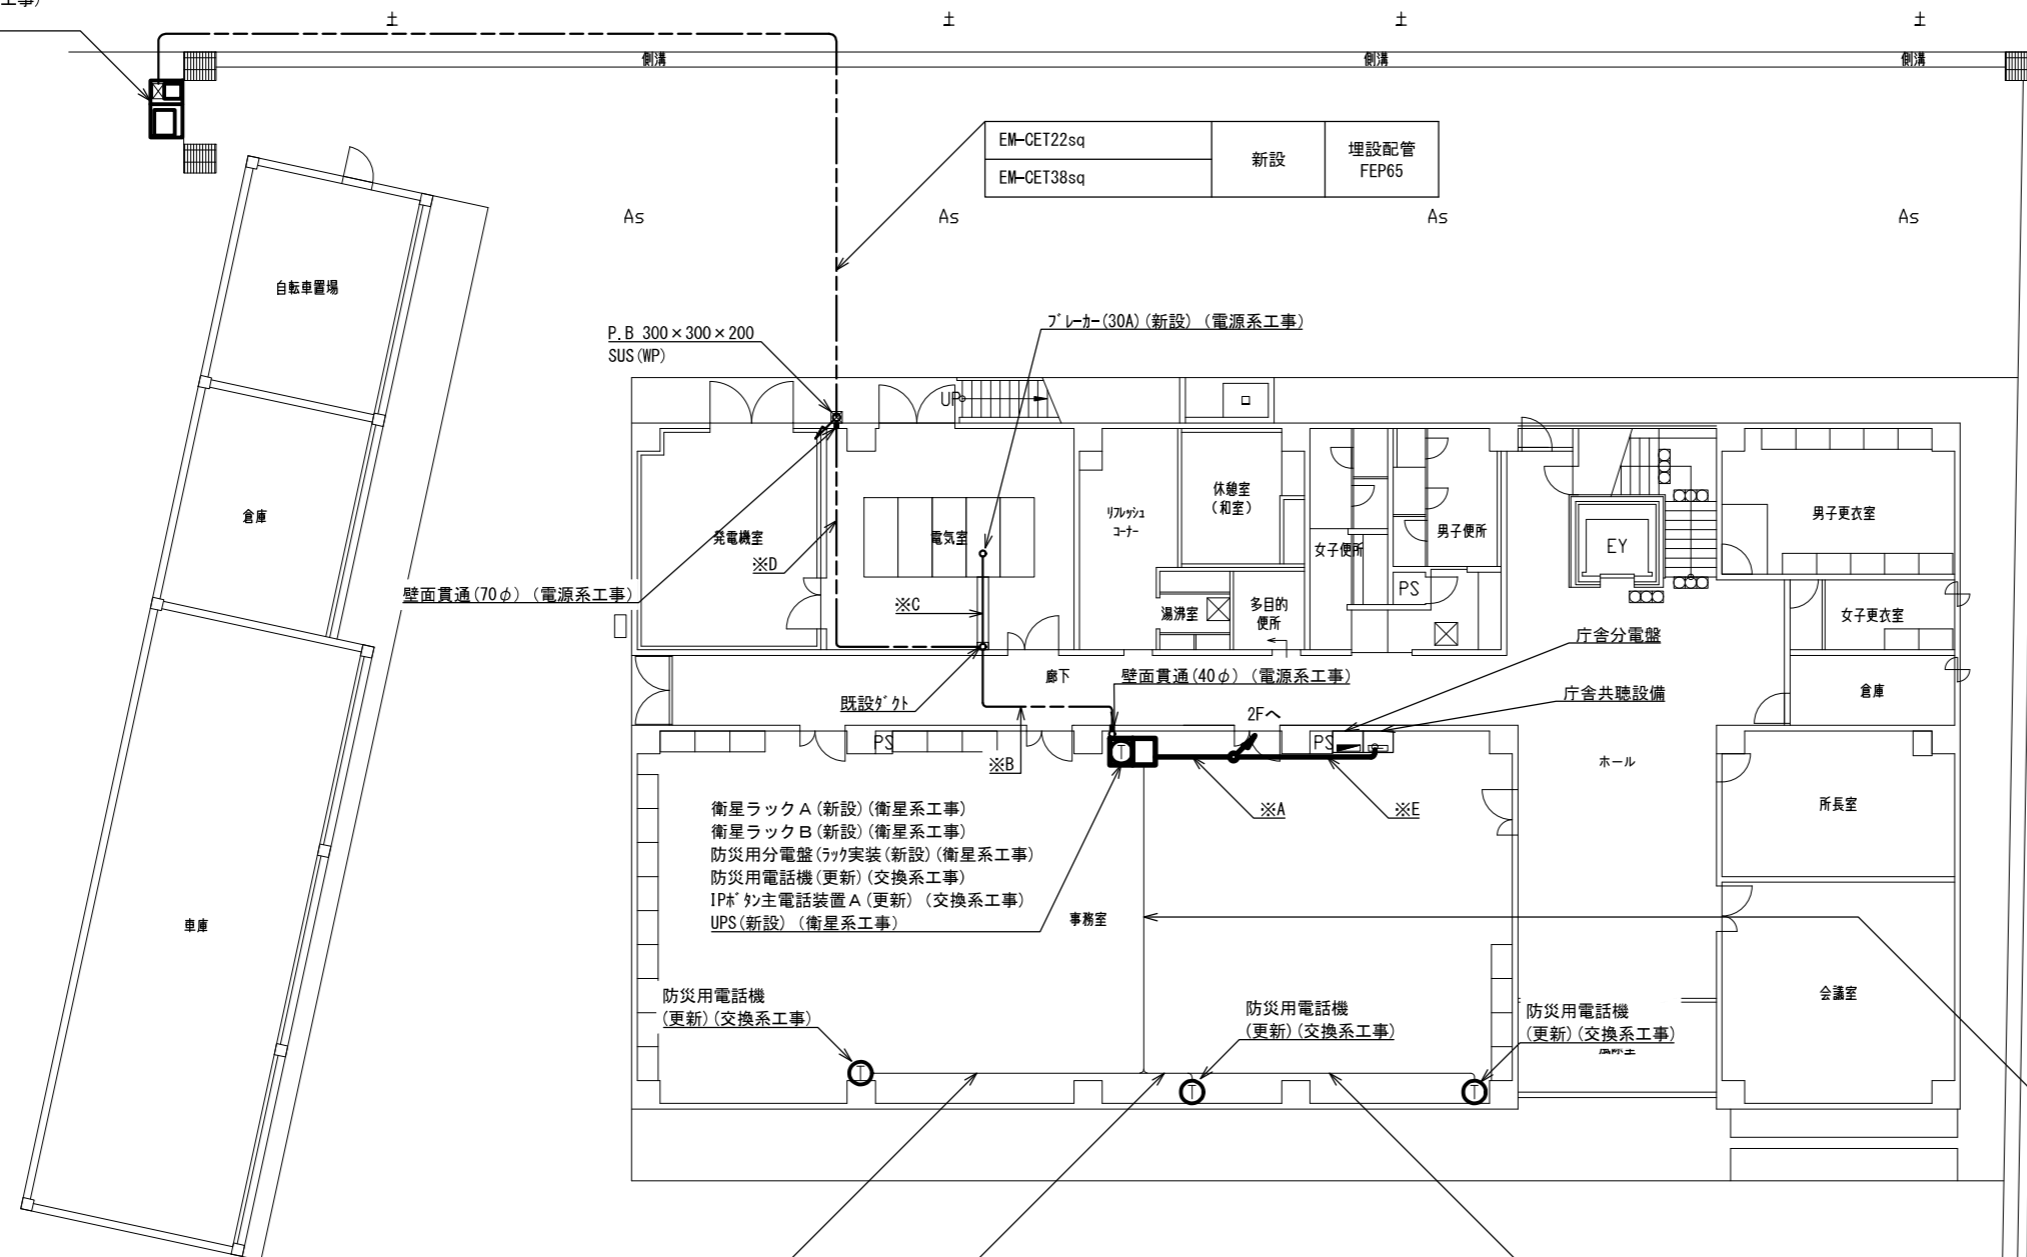 工事)
土
土
土
土
側溝
側溝
側溝
EM-CET22sq
EM-CET38sq
新設
埋設配管
FEP65
As
As
As
As
自転車置場
倉庫
車庫
P.B 300×300×200
SUS(WP)
ﾌﾞﾚｰｶｰ(30A)(新設)(電源系工事)
UP
発電機室
※D
電気室
※C
壁面貫通(70φ)(電源系工事)
ﾘﾌﾚｯｼｭ
ｺｰﾅｰ
休憩室
(和室)
女子便所
男子便所
PS
湯沸室
多目的
便所
EY
男子更衣室
女子更衣室
倉庫
庁舎分電盤
庁舎共聴設備
廊下
壁面貫通(40φ)(電源系工事)
既設ﾀﾞｸﾄ
2Fへ
PS
PS
T
※B
※A
※E
ホール
所長室
会議室
衛星ラックA(新設)(衛星系工事)
衛星ラックB(新設)(衛星系工事)
防災用分電盤(ﾗｯｸ実装(新設)(衛星系工事)
防災用電話機(更新)(交換系工事)
IPﾎﾞﾀﾝ主電話装置A(更新)(交換系工事)
UPS(新設)(衛星系工事)
事務室
防災用電話機
(更新)(交換系工事)
防災用電話機
(更新)(交換系工事)
防災用電話機
(更新)(交換系工事)
T
T
T